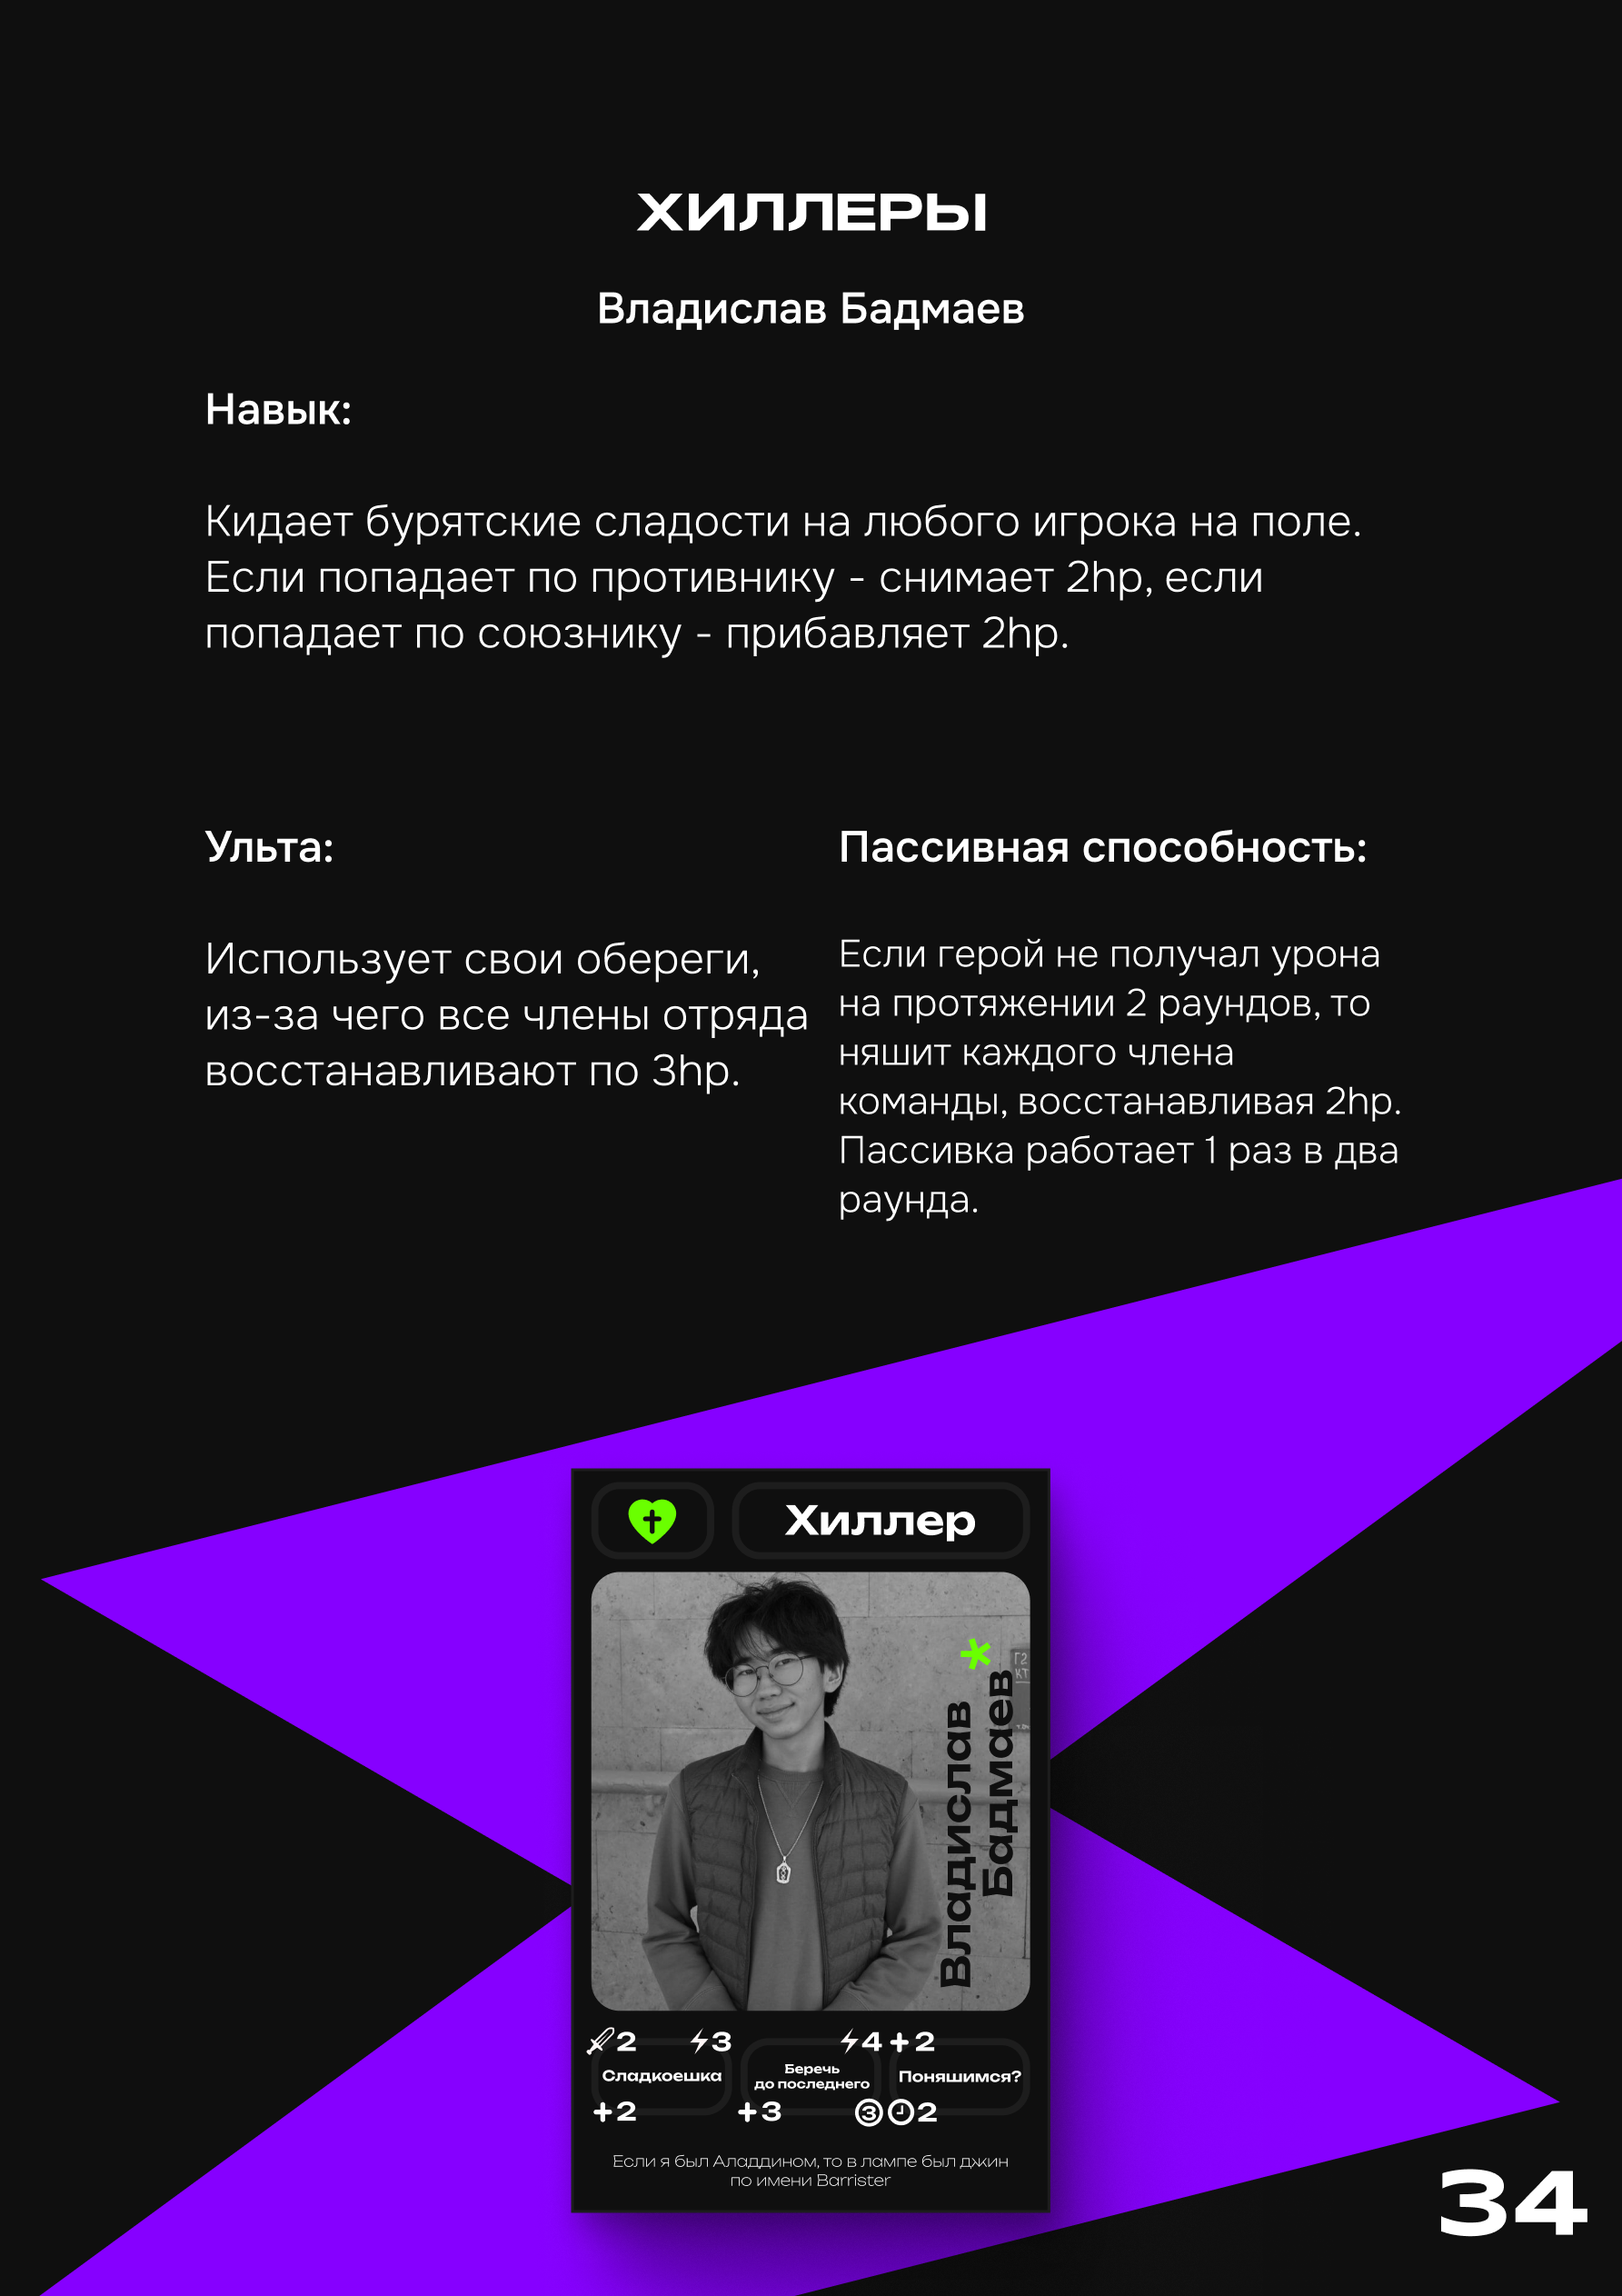 ХИЛЛЕРЫ
Владислав Бадмаев
Навык:
Кидает бурятские сладости на любого игрока на поле.
Если попадает по противнику - снимает 2hp, если
попадает по союзнику - прибавляет 2hp.
Ульта:
Использует свои обереги,
из-за чего все члены отряда
восстанавливают по 3hp.
Пассивная способность:
Если герой не получал урона
на протяжении 2 раундов, то
няшит каждого члена
команды, восстанавливая 2hp.
Пассивка работает 1 раз в два
раунда.
Хиллер
Владислав
Бадмаев
2 3
Сладкоешка
+2
4
Беречь
до последнего
+3 3
+2
Поняшимся?
2
Если я был Аладдином, то в лампе был джин
по имени Barrister
34